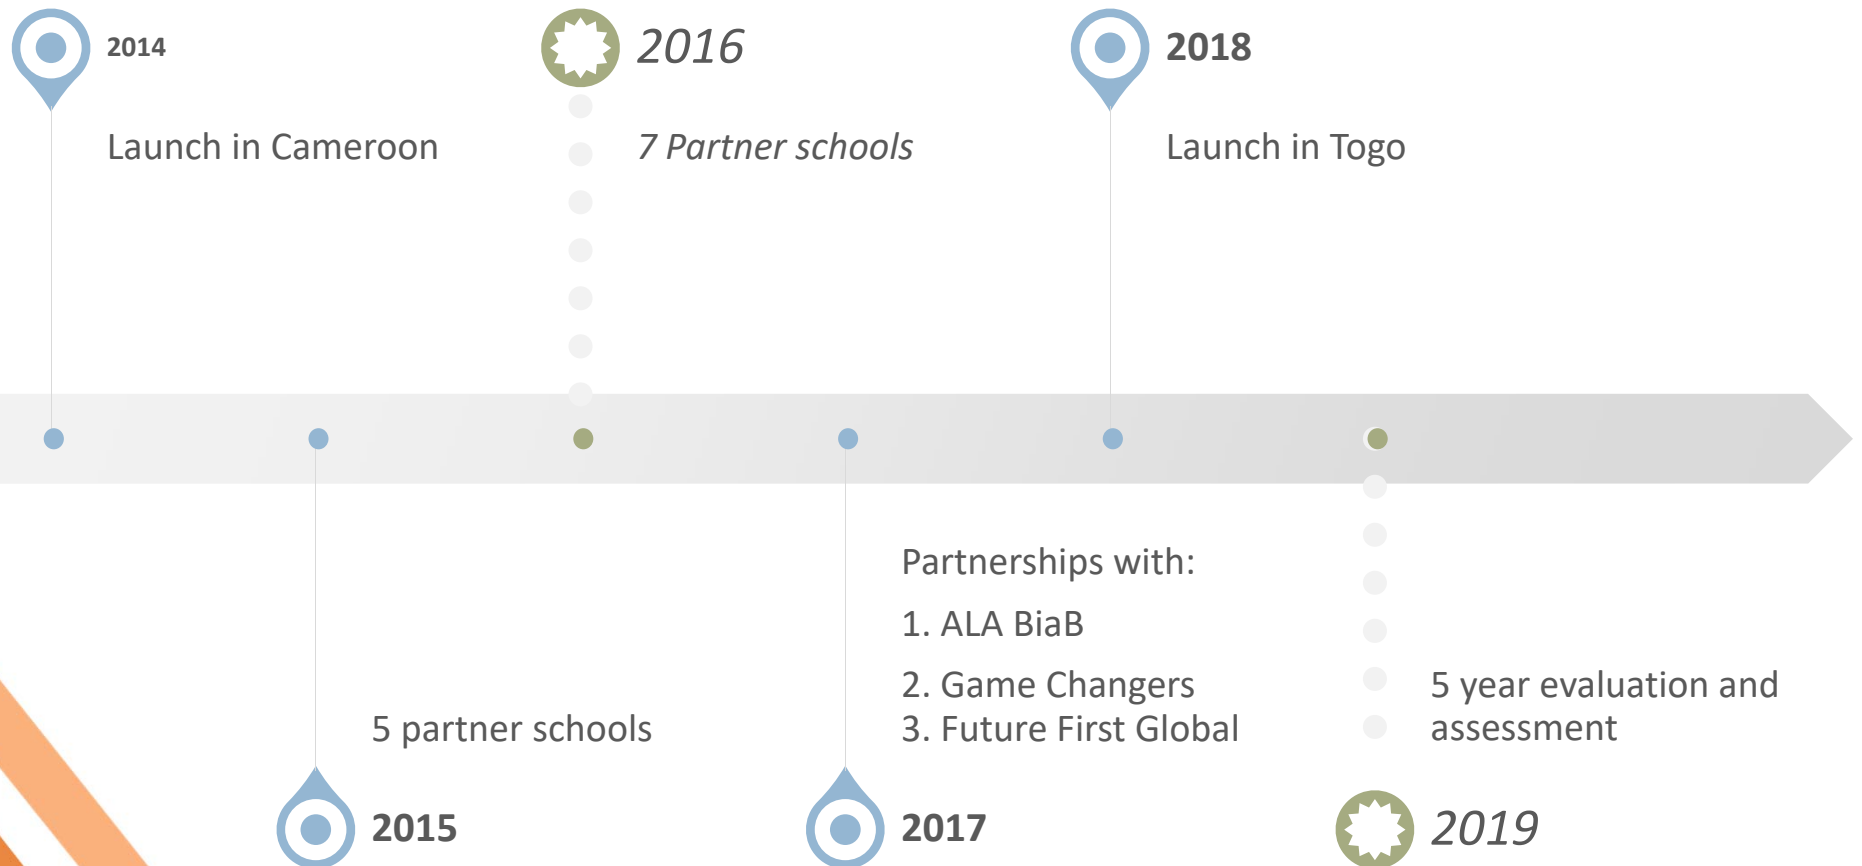 2014
Launch in Cameroon
2016
7 Partner schools
2018
Launch in Togo
5 partner schools
2015
Partnerships with:
1. ALA BiaB
2. Game Changers
3. Future First Global
2017
5 year evaluation and
assessment
2019